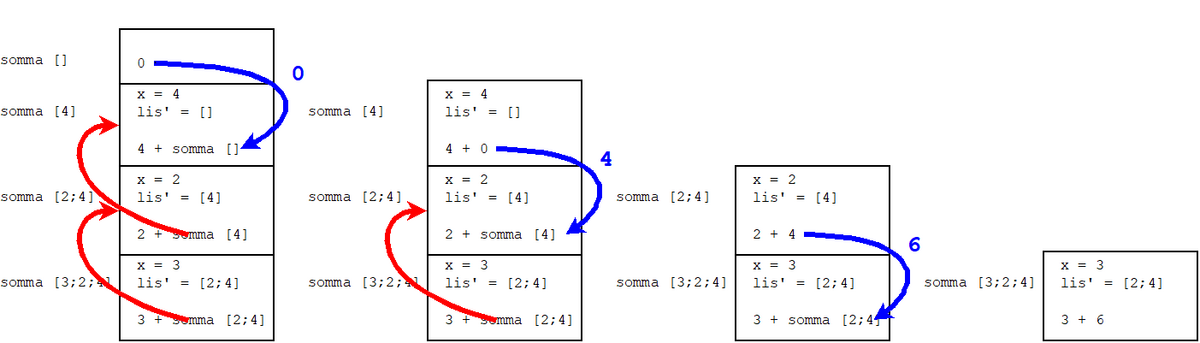 somma []
0
0
somma [4]
x = 4
lis' = []
4 + somma []
somma [2;4]
x = 2
lis' = [4]
2 + somma [4]
somma [3;2;4]
x = 3
lis' = [2;4]
3 + somma [2;4]
somma [4]
x = 4
lis' = []
4 + 0
4
somma [2;4]
x = 2
lis' = [4]
2 + somma [4]
somma [3;2;4]
x = 3
lis' = [2;4]
3 + somma [2;4]
somma [2;4]
x = 2
lis' = [4]
2 + 4
6
somma [3;2;4]
x = 3
lis' = [2;4]
3 + somma [2;4]
somma [3;2;4]
x = 3
lis' = [2;4]
3 + 6